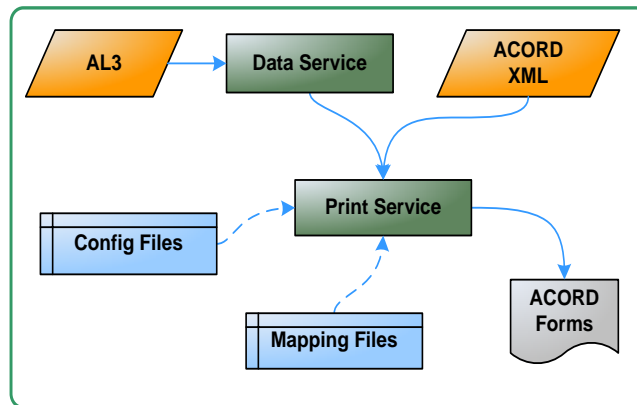 AL3
Data Service
ACORD
XML
Print Service
Config Files
Mapping Files
ACORD
Forms